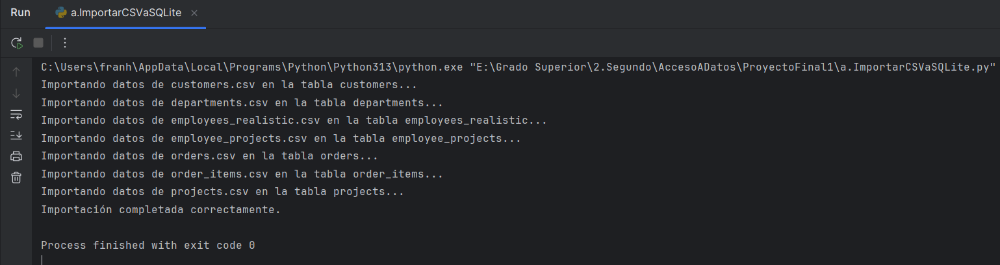 Run a.ImportarCSVaSQLite
C:\Users\franh\AppData\Local\Programs\Python\Python313\python.exe "E:\Grado Superior\2.Segundo\AccesoADatos\ProyectoFinal1\a.ImportarCSVaSQLite.py"
Importando datos de customers.csv en la tabla customers...
Importando datos de departments.csv en la tabla departments...
Importando datos de employees_realistic.csv en la tabla employees_realistic...
Importando datos de employee_projects.csv en la tabla employee_projects...
Importando datos de orders.csv en la tabla orders...
Importando datos de order_items.csv en la tabla order_items...
Importando datos de projects.csv en la tabla projects...
Importación completada correctamente.
Process finished with exit code 0